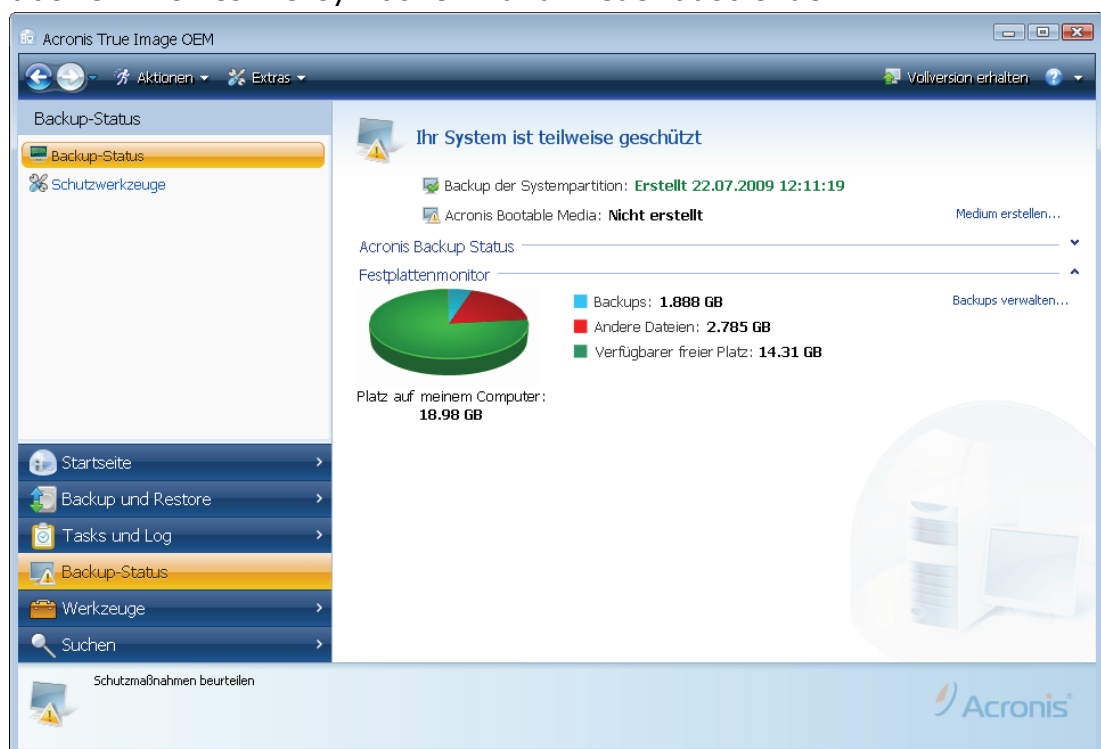 Acronis True Image OEM
Aktionen Extras Vollversion erhalten
Backup-Status
Backup-Status
Schutzwerkzeuge
Ihr System ist teilweise geschützt
Backup der Systempartition: Erstellt 22.07.2009 12:11:19
Acronis Bootable Media: Nicht erstellt Medium erstellen...
Acronis Backup Status
Festplattenmonitor
Backups: 1.888 GB Backups verwalten...
Andere Dateien: 2.785 GB
Verfügbarer freier Platz: 14.31 GB
Platz auf meinem Computer:
18.98 GB
Startseite
Backup und Restore
Tasks und Log
Backup-Status
Werkzeuge
Suchen
Schutzmaßnahmen beurteilen
Acronis